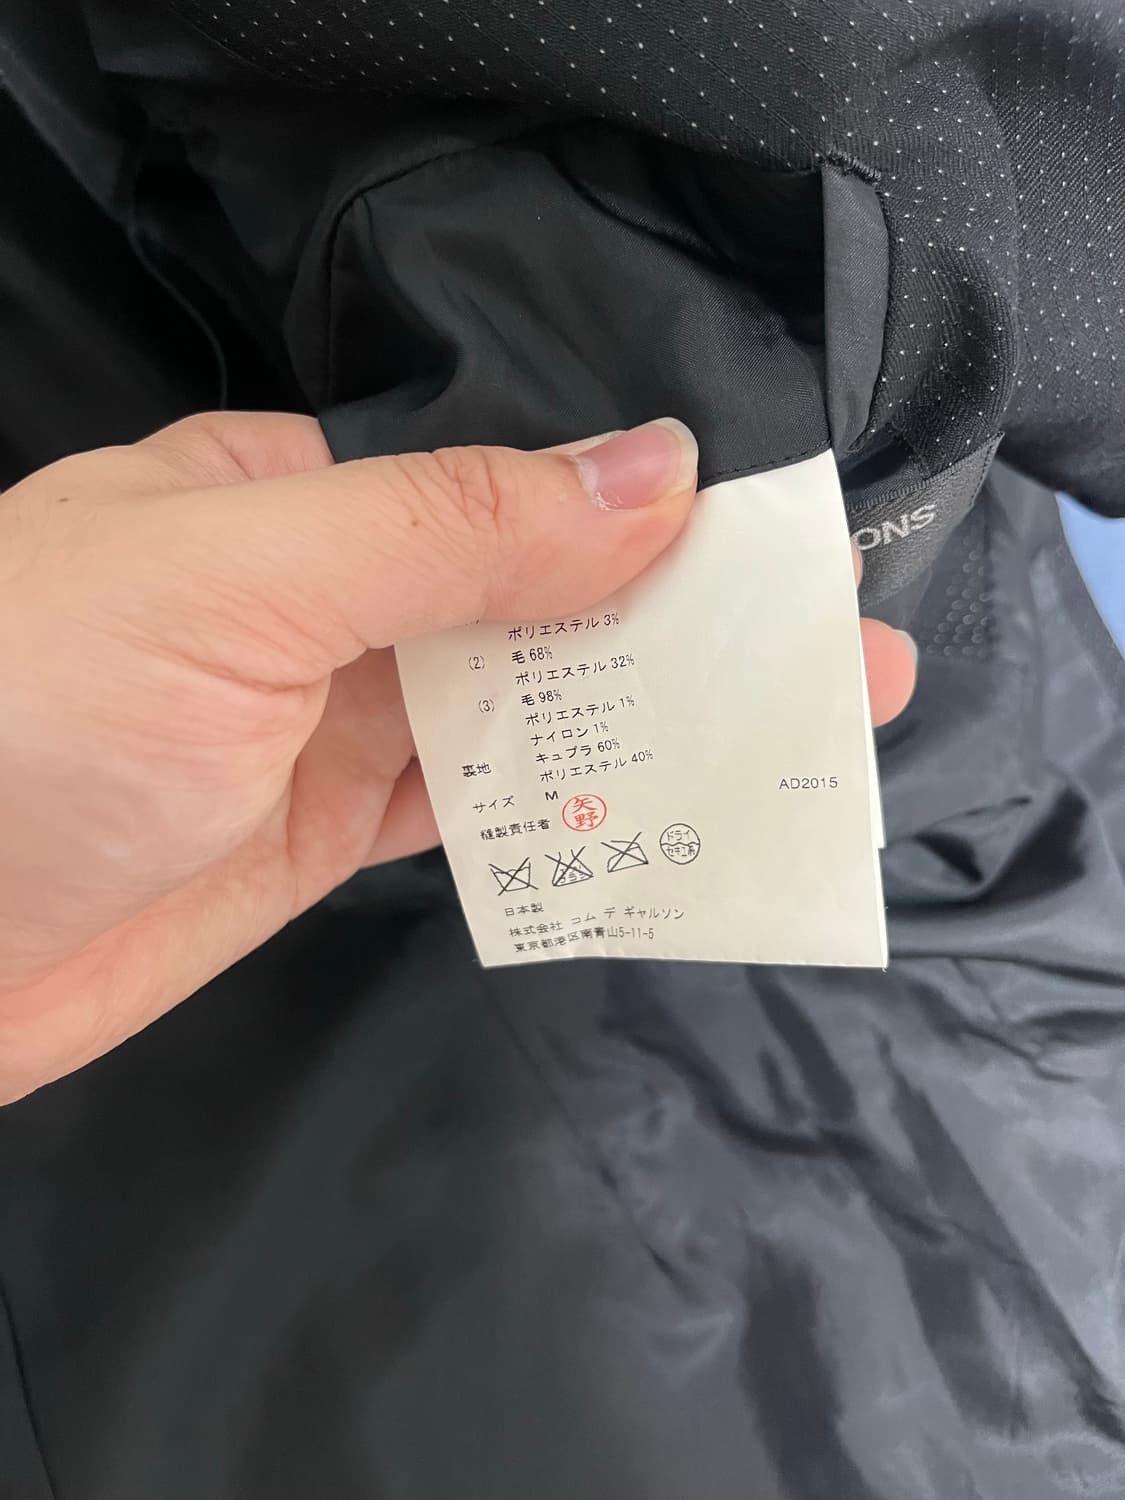 ポリエステル 3%
(2) 毛 68%
ポリエステル 32%
(3) 毛 98%
ポリエステル 1%
ナイロン 1%
裏地 キュプラ 60%
ポリエステル 40%
サイズ M
AD2015
縫製責任者 矢野
ドライ
セキユ系
日本製
株式会社 コム デ ギャルソン
東京都港区南青山5-11-5
ONS